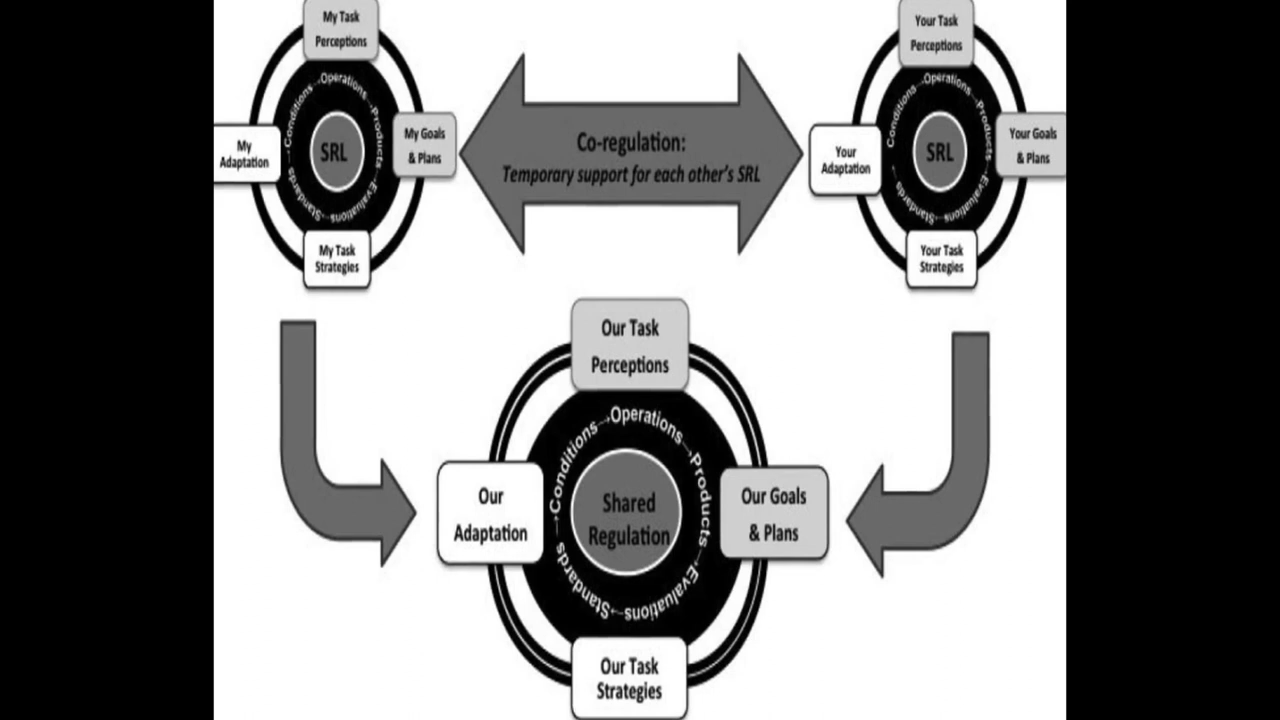 My Task
Perceptions
Conditions→Operations→Products→Evaluations→Standards→
SRL
My
Adaptation
My Goals
& Plans
My Task
Strategies
Co-regulation:
Temporary support for each other's SRL
Your Task
Perceptions
Conditions→Operations→Products→Evaluations→Standards→
SRL
Your
Adaptation
Your Goals
& Plans
Your Task
Strategies
Our Task
Perceptions
Conditions→Operations→Products→Evaluations→Standards→
Shared
Regulation
Our
Adaptation
Our Goals
& Plans
Our Task
Strategies